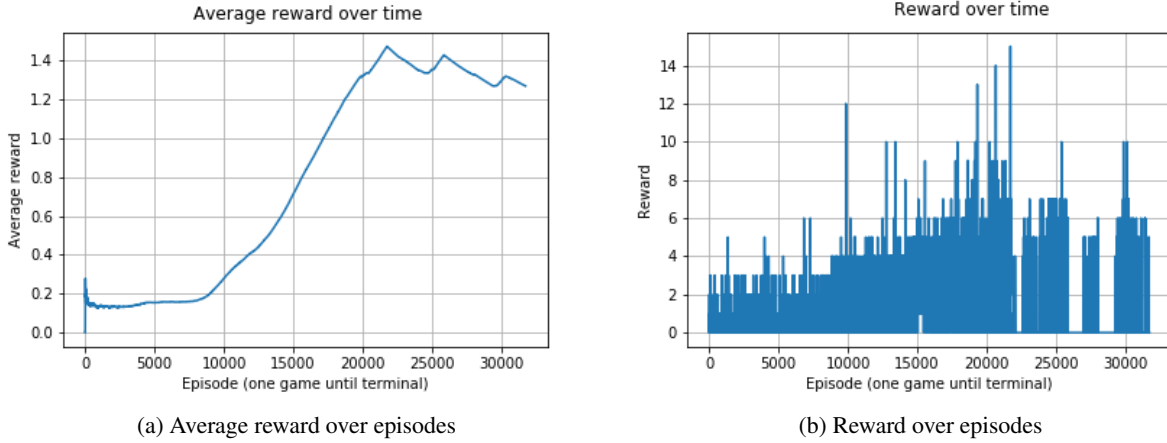 Average reward over time
1.4
1.2
1.0
0.8
0.6
0.4
0.2
0.0
Average reward
0 5000 10000 15000 20000 25000 30000
Episode (one game until terminal)
(a) Average reward over episodes
Reward over time
14
12
10
8
6
4
2
0
Reward
0 5000 10000 15000 20000 25000 30000
Episode (one game until terminal)
(b) Reward over episodes